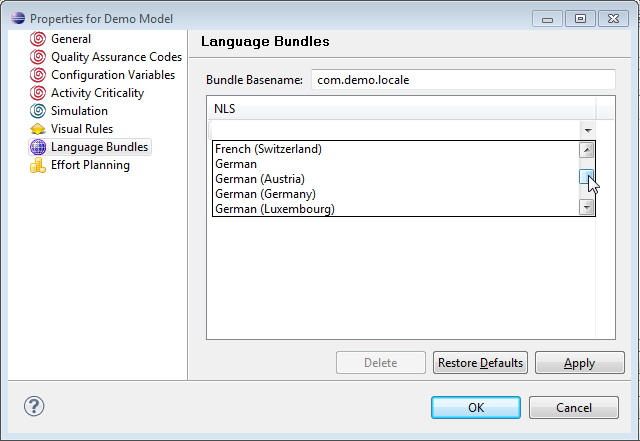 Properties for Demo Model
General
Quality Assurance Codes
Configuration Variables
Activity Criticality
Simulation
Visual Rules
Language Bundles
Effort Planning
Language Bundles
Bundle Basename: com.demo.locale
NLS
French (Switzerland)
German
German (Austria)
German (Germany)
German (Luxembourg)
Delete Restore Defaults Apply
? OK Cancel